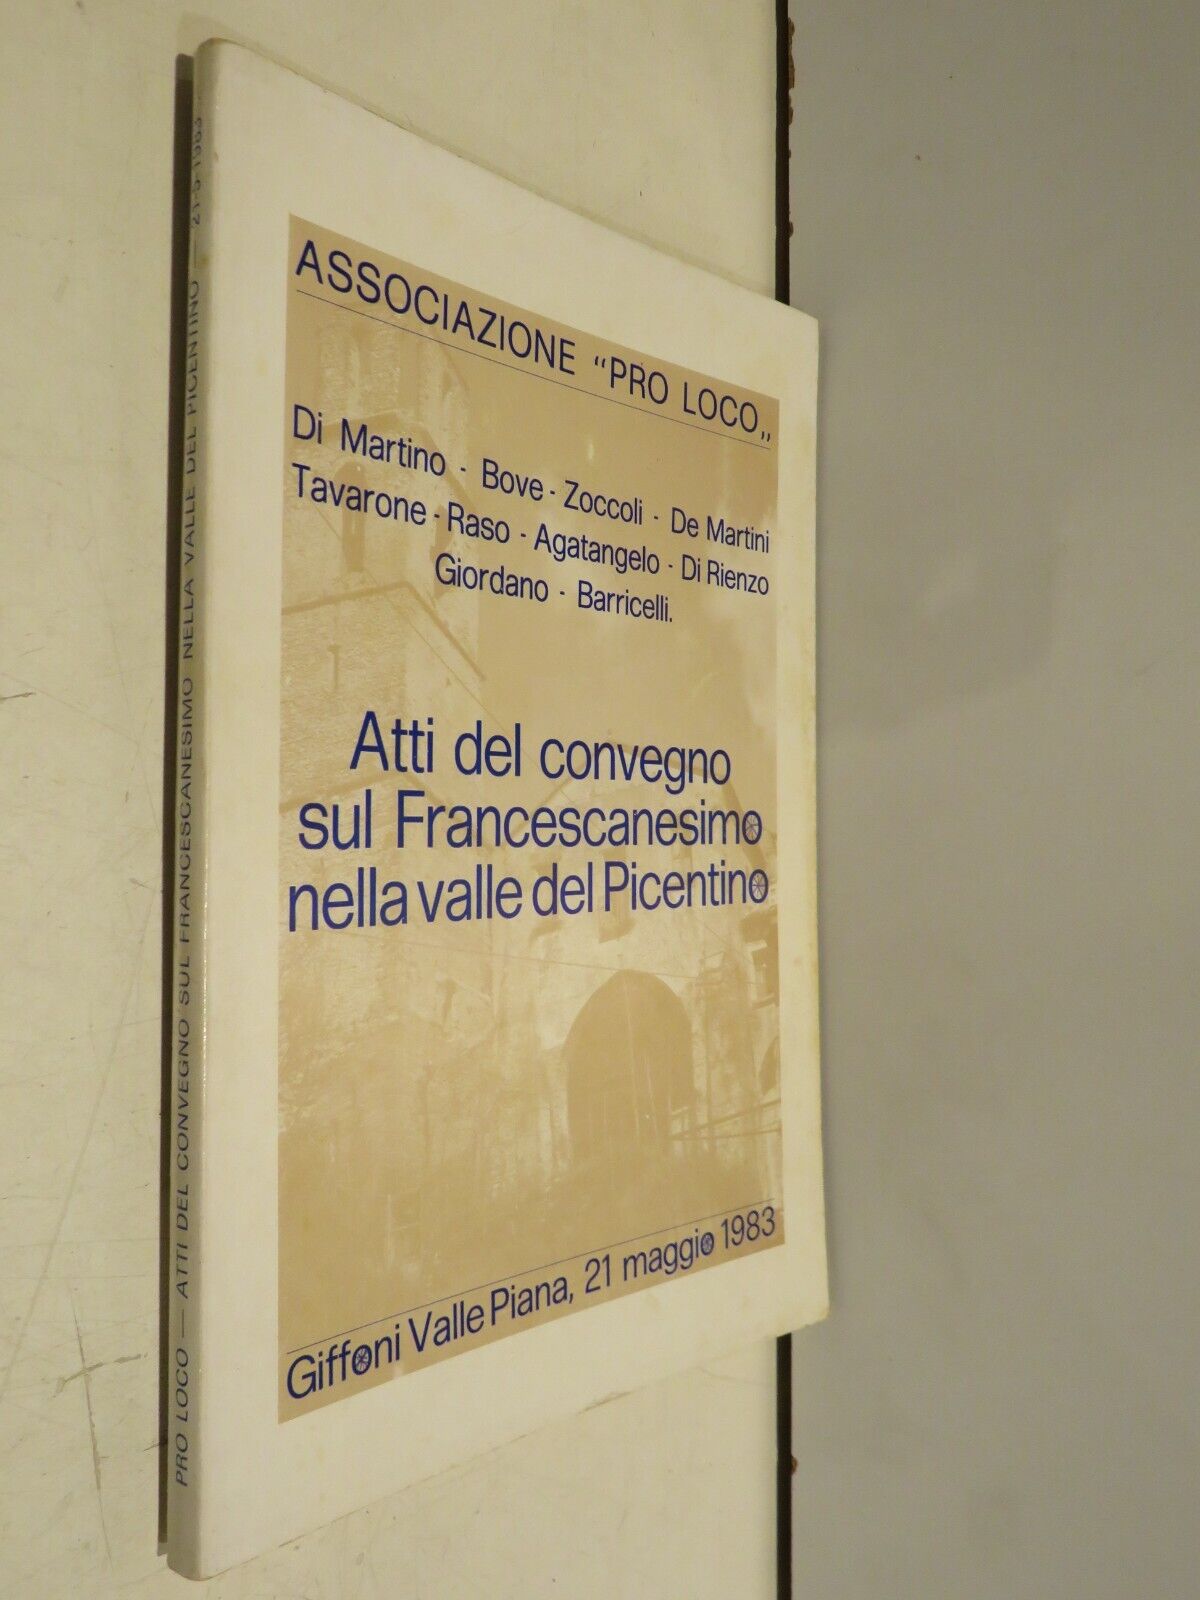 ASSOCIAZIONE “PRO LOCO„
Di Martino - Bove - Zoccoli - De Martini
Tavarone - Raso - Agatangelo - Di Rienzo
Giordano - Barricelli.
Atti del convegno
sul Francescanesimo
nella valle del Picentino
Giffoni Valle Piana, 21 maggio 1983
PRO LOCO — ATTI DEL CONVEGNO SUL FRANCESCANESIMO NELLA VALLE DEL PICENTINO — 21-5-1983